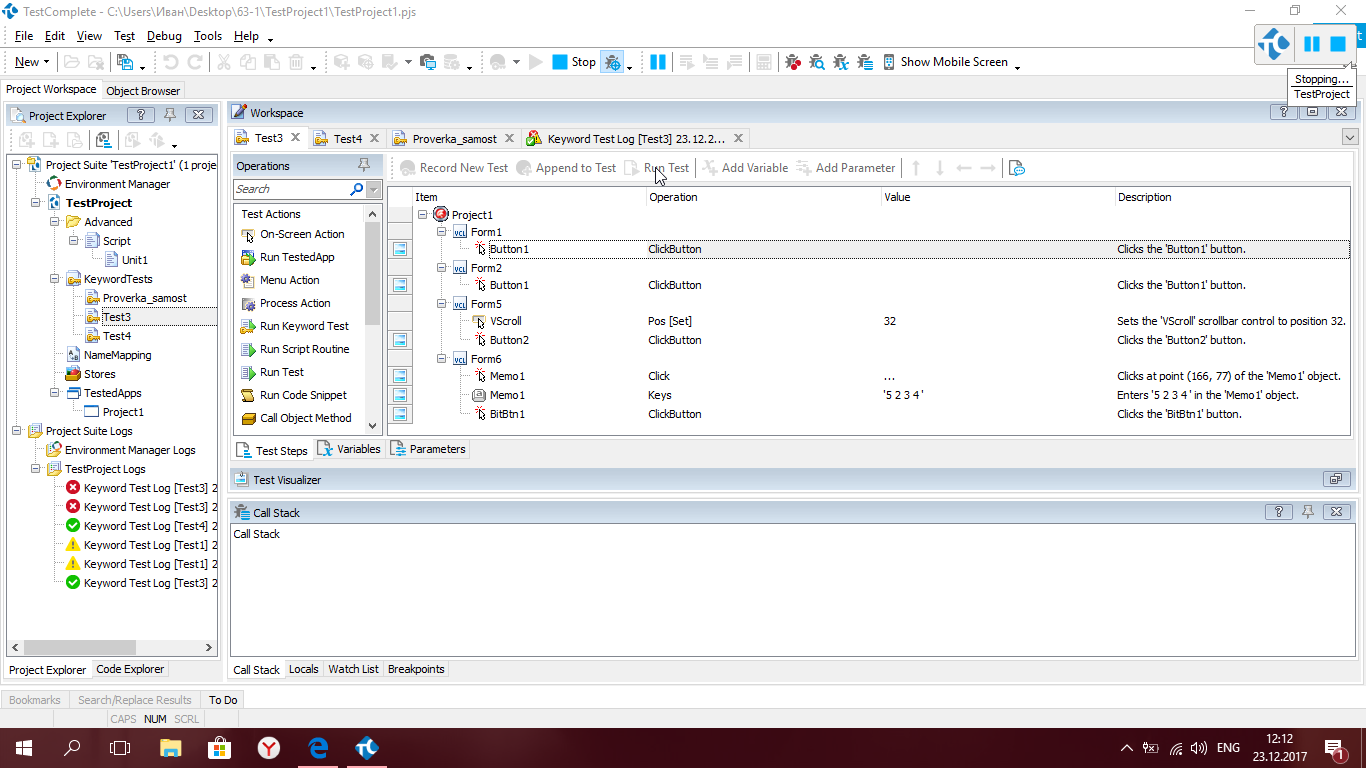 TestComplete - C:\Users\Иван\Desktop\63-1\TestProject1\TestProject1.pjs
File Edit View Test Debug Tools Help
New Stop Show Mobile Screen
Stopping...
TestProject
Project Workspace Object Browser
Project Explorer
Project Suite 'TestProject1' (1 proje
Environment Manager
TestProject
Advanced
Script
Unit1
KeywordTests
Proverka_samost
Test3
Test4
NameMapping
Stores
TestedApps
Project1
Project Suite Logs
Environment Manager Logs
TestProject Logs
Keyword Test Log [Test3] 2
Keyword Test Log [Test3] 2
Keyword Test Log [Test4] 2
Keyword Test Log [Test1] 2
Keyword Test Log [Test1] 2
Keyword Test Log [Test3] 2
Project Explorer Code Explorer
Workspace
Test3 Test4 Proverka_samost Keyword Test Log [Test3] 23.12.2...
Operations
Search
Test Actions
On-Screen Action
Run TestedApp
Menu Action
Process Action
Run Keyword Test
Run Script Routine
Run Test
Run Code Snippet
Call Object Method
Record New Test Append to Test Run Test Add Variable Add Parameter
Item Operation Value Description
Project1
Form1
Button1 ClickButton Clicks the 'Button1' button.
Form2
Button1 ClickButton Clicks the 'Button1' button.
Form5
VScroll Pos [Set] 32 Sets the 'VScroll' scrollbar control to position 32.
Button2 ClickButton Clicks the 'Button2' button.
Form6
Memo1 Click ... Clicks at point (166, 77) of the 'Memo1' object.
Memo1 Keys '5 2 3 4 ' Enters '5 2 3 4 ' in the 'Memo1' object.
BitBtn1 ClickButton Clicks the 'BitBtn1' button.
Test Steps Variables Parameters
Test Visualizer
Call Stack
Call Stack
Call Stack Locals Watch List Breakpoints
Bookmarks Search/Replace Results To Do
CAPS NUM SCRL
ENG
12:12
23.12.2017
1